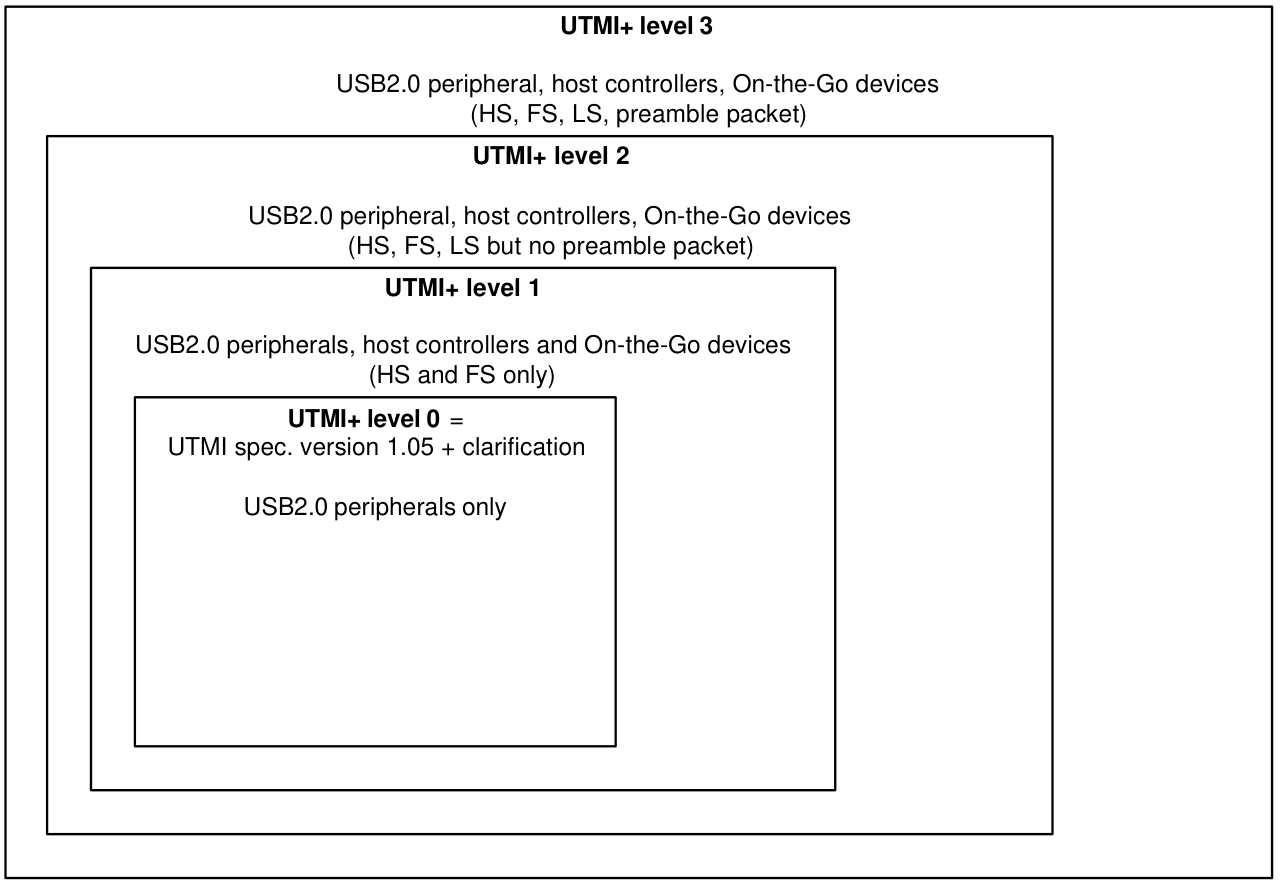 UTMI+ level 3
USB2.0 peripheral, host controllers, On-the-Go devices
(HS, FS, LS, preamble packet)
UTMI+ level 2
USB2.0 peripheral, host controllers, On-the-Go devices
(HS, FS, LS but no preamble packet)
UTMI+ level 1
USB2.0 peripherals, host controllers and On-the-Go devices
(HS and FS only)
UTMI+ level 0 =
UTMI spec. version 1.05 + clarification
USB2.0 peripherals only